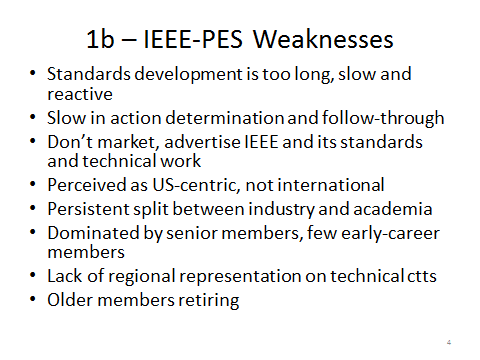 1b – IEEE-PES Weaknesses
• Standards development is too long, slow and
reactive
• Slow in action determination and follow-through
• Don’t market, advertise IEEE and its standards
and technical work
• Perceived as US-centric, not international
• Persistent split between industry and academia
• Dominated by senior members, few early-career
members
• Lack of regional representation on technical ctts
• Older members retiring
4